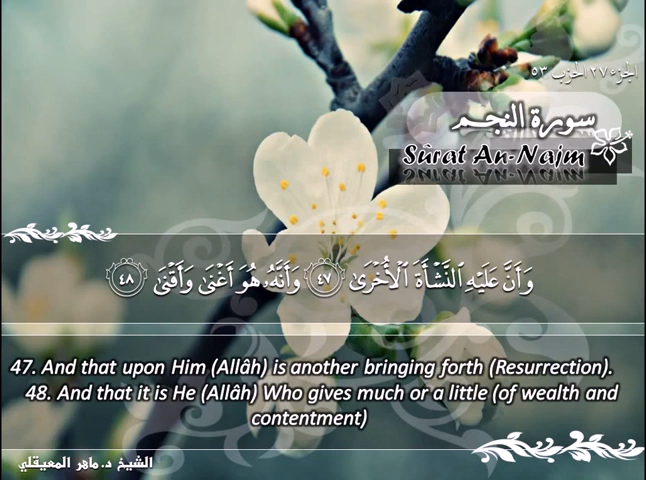 الجزء ٢٧ الحزب ٥٣
سورة النجم
Sûrat An-Najm
وَأَنَّ عَلَيْهِ ٱلنَّشْأَةَ ٱلْأُخْرَىٰ ٤٧ وَأَنَّهُۥ هُوَ أَغْنَىٰ وَأَقْنَىٰ ٤٨
47. And that upon Him (Allâh) is another bringing forth (Resurrection).
48. And that it is He (Allâh) Who gives much or a little (of wealth and
contentment)
الشيخ د. ماهر المعيقلي